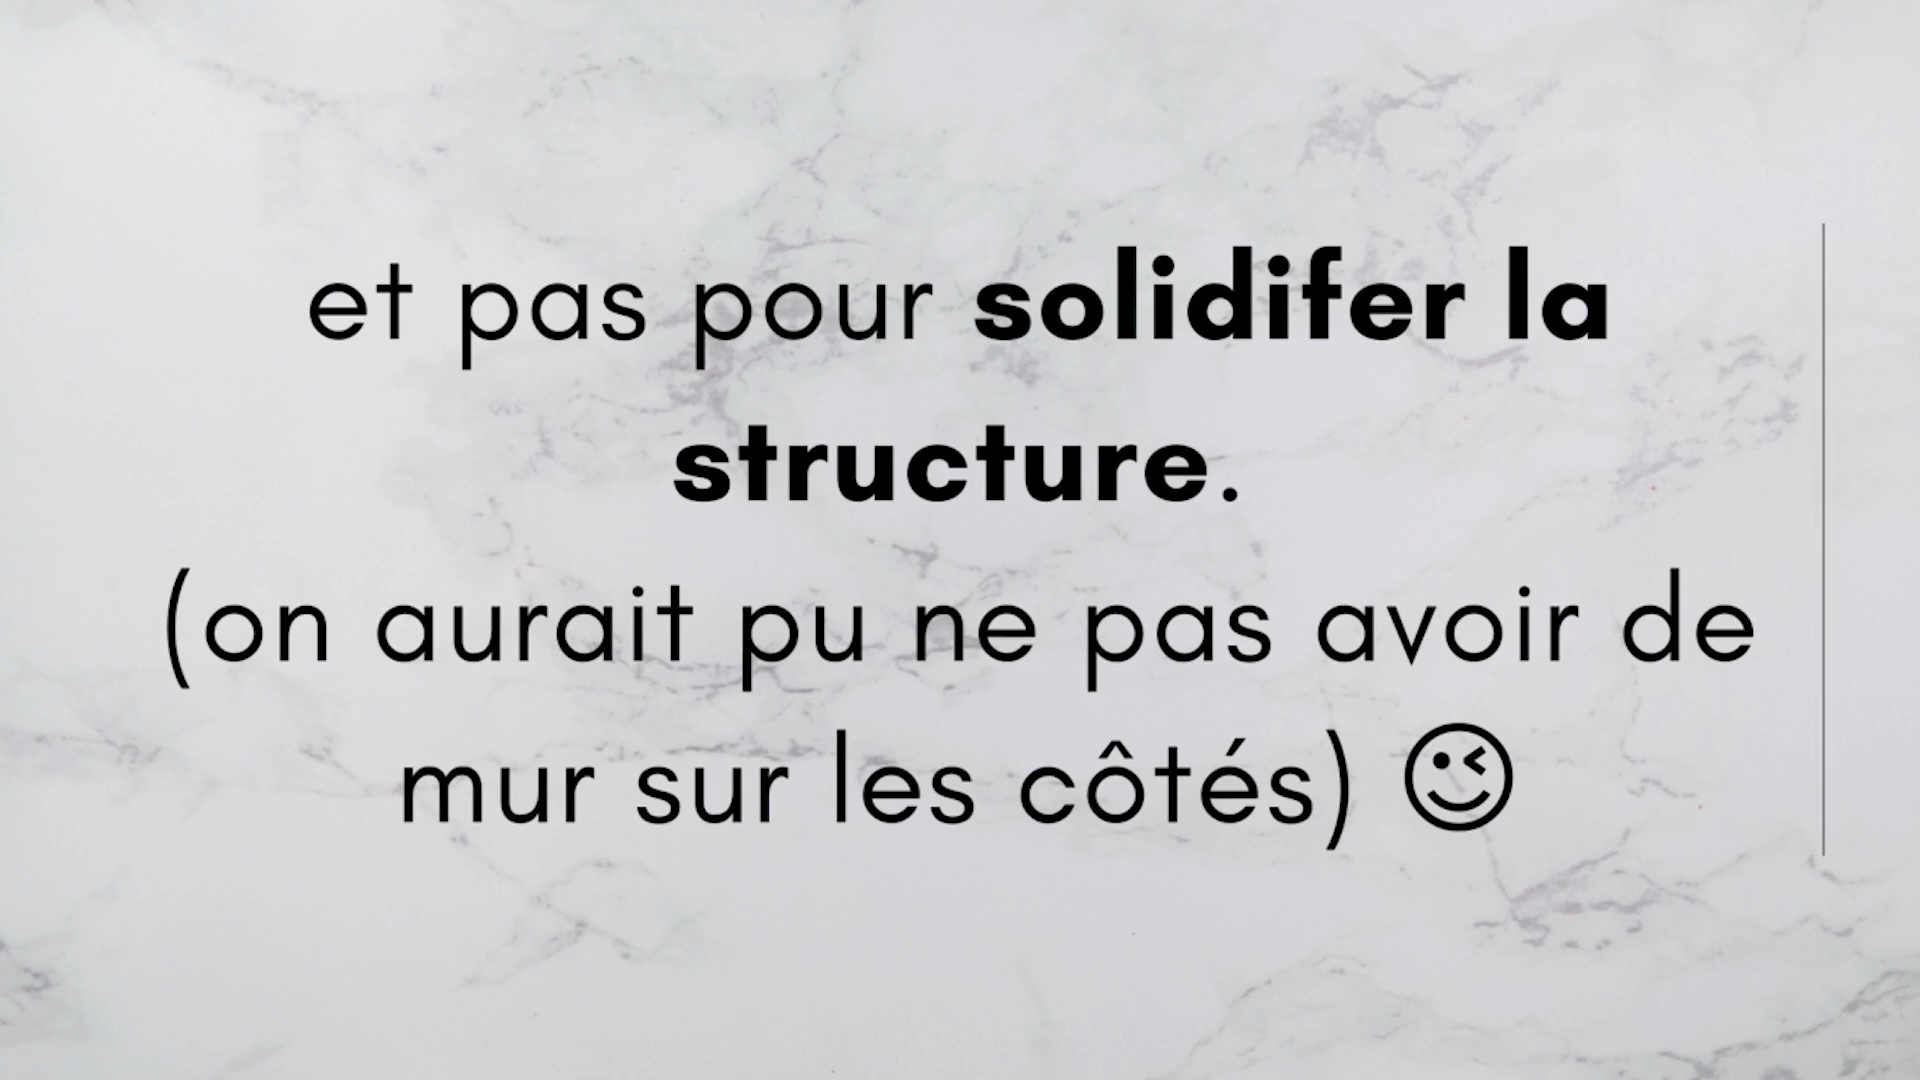 et pas pour solidifer la
structure.
(on aurait pu ne pas avoir de
mur sur les côtés) 😉